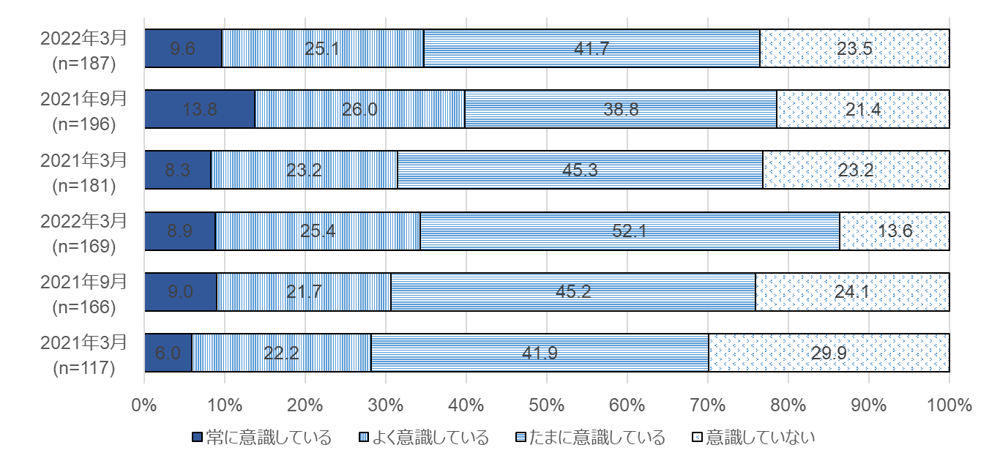 2022年3月
(n=187)
9.6 25.1 41.7 23.5
2021年9月
(n=196)
13.8 26.0 38.8 21.4
2021年3月
(n=181)
8.3 23.2 45.3 23.2
2022年3月
(n=169)
8.9 25.4 52.1 13.6
2021年9月
(n=166)
9.0 21.7 45.2 24.1
2021年3月
(n=117)
6.0 22.2 41.9 29.9
0% 10% 20% 30% 40% 50% 60% 70% 80% 90% 100%
常に意識している よく意識している たまに意識している 意識していない